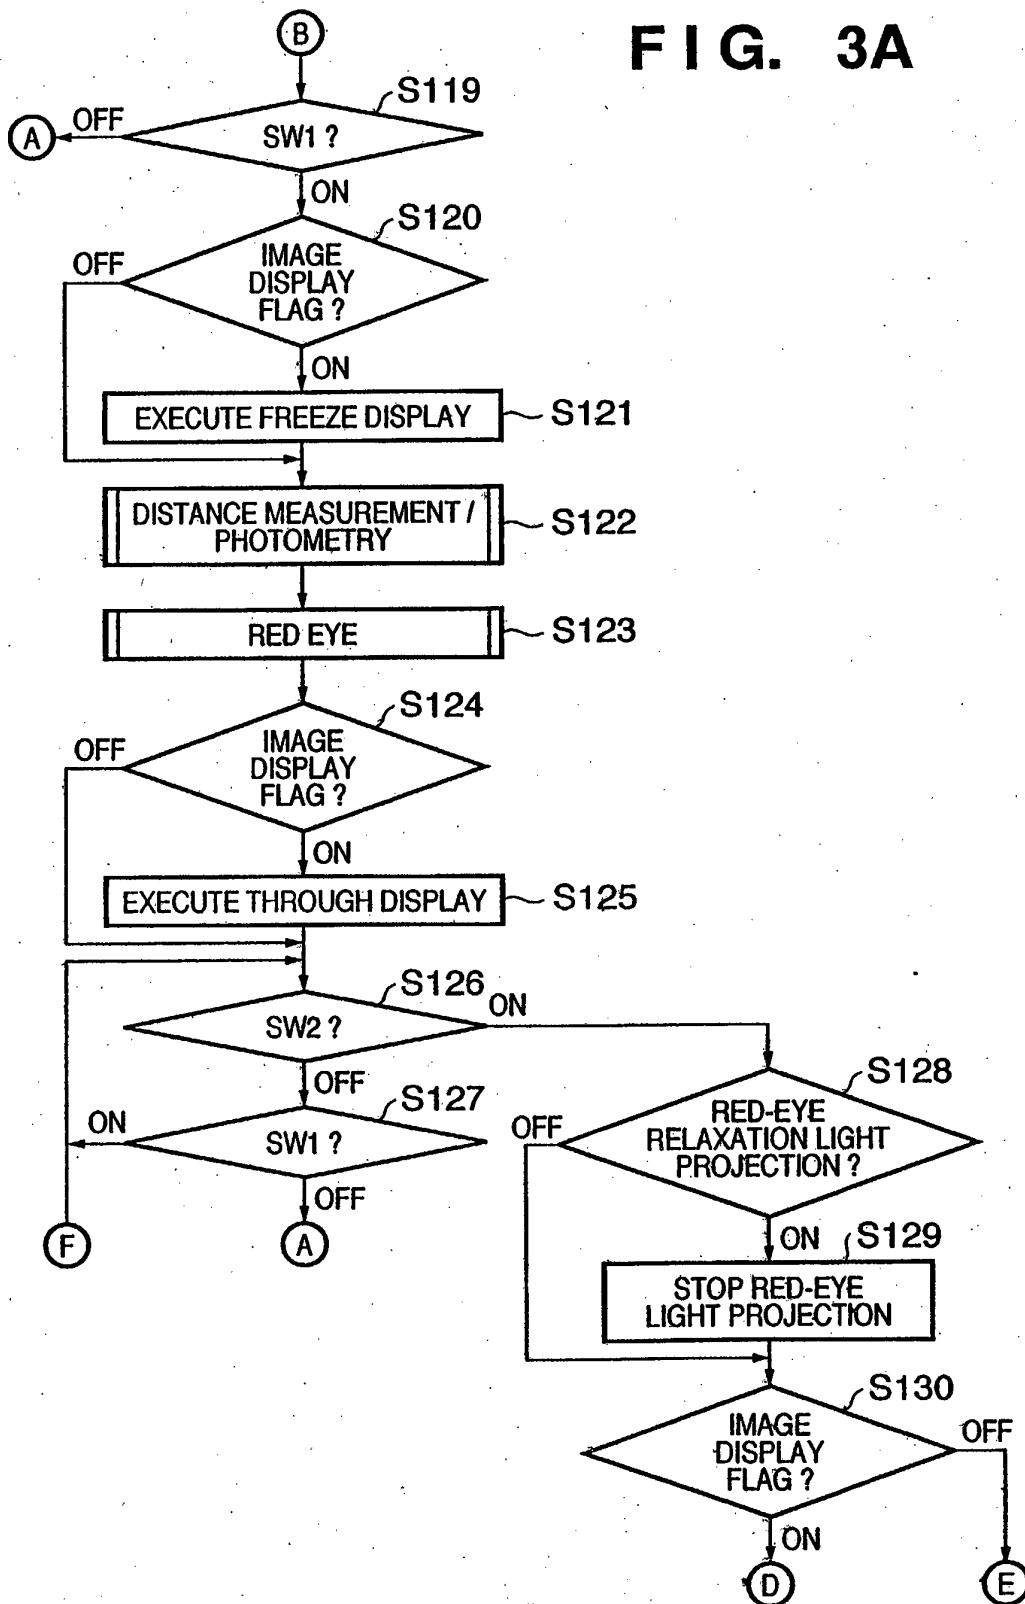 FIG. 3A
B
S119
OFF
A
SW1 ?
ON
S120
OFF
IMAGE
DISPLAY
FLAG ?
ON
EXECUTE FREEZE DISPLAY
S121
DISTANCE MEASUREMENT /
PHOTOMETRY
S122
RED EYE
S123
S124
OFF
IMAGE
DISPLAY
FLAG ?
ON
EXECUTE THROUGH DISPLAY
S125
S126
ON
SW2 ?
OFF
S127
ON
SW1 ?
OFF
F
A
S128
OFF
RED-EYE
RELAXATION LIGHT
PROJECTION ?
ON
S129
STOP RED-EYE
LIGHT PROJECTION
S130
IMAGE
DISPLAY
FLAG ?
OFF
ON
D
E